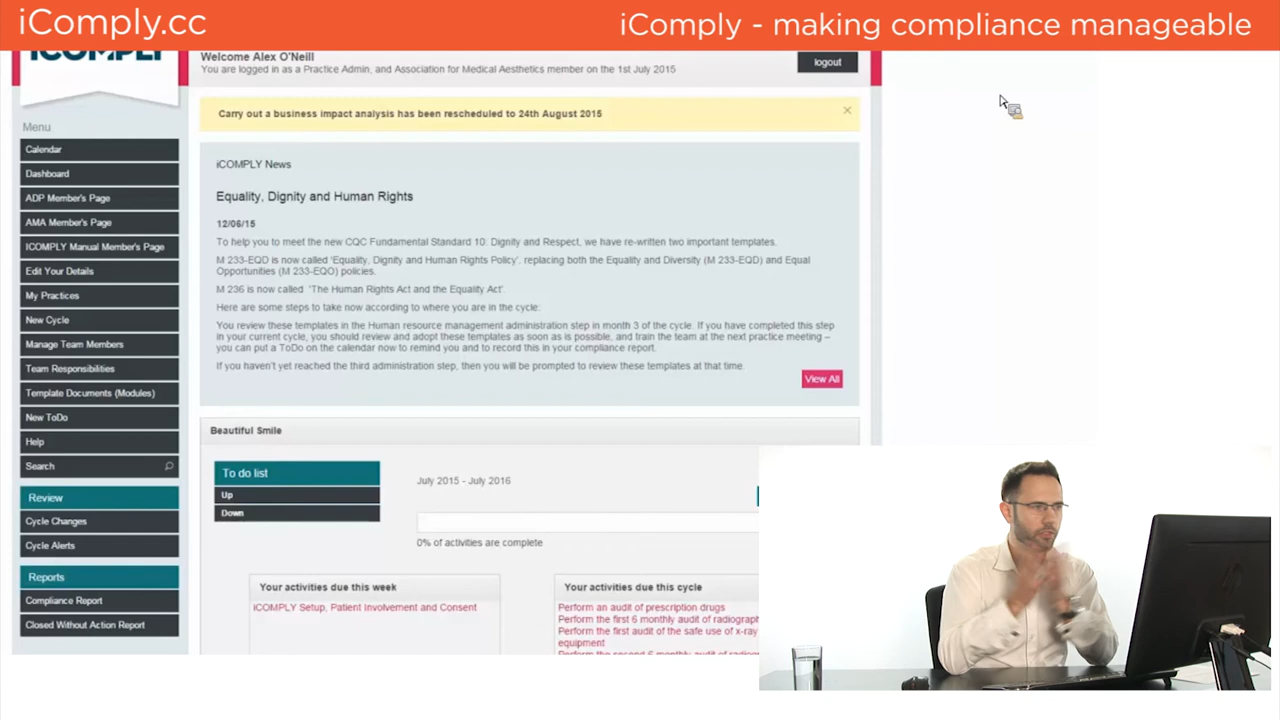 iComply.cc
iComply - making compliance manageable
iCOMPLY
Welcome Alex O'Neill
You are logged in as a Practice Admin, and Association for Medical Aesthetics member on the 1st July 2015
logout
Carry out a business impact analysis has been rescheduled to 24th August 2015
×
Menu
Calendar
Dashboard
ADP Member's Page
AMA Member's Page
ICOMPLY Manual Member's Page
Edit Your Details
My Practices
New Cycle
Manage Team Members
Team Responsibilities
Template Documents (Modules)
New ToDo
Help
Search
Review
Cycle Changes
Cycle Alerts
Reports
Compliance Report
Closed Without Action Report
iCOMPLY News
Equality, Dignity and Human Rights
12/06/15
To help you to meet the new CQC Fundamental Standard 10: Dignity and Respect, we have re-written two important templates.
M 233-EQD is now called 'Equality, Dignity and Human Rights Policy', replacing both the Equality and Diversity (M 233-EQD) and Equal
Opportunities (M 233-EQO) policies.
M 236 is now called 'The Human Rights Act and the Equality Act'.
Here are some steps to take now according to where you are in the cycle:
You review these templates in the Human resource management administration step in month 3 of the cycle. If you have completed this step
in your current cycle, you should review and adopt these templates as soon as is possible, and train the team at the next practice meeting –
you can put a ToDo on the calendar now to remind you and to record this in your compliance report.
If you haven't yet reached the third administration step, then you will be prompted to review these templates at that time.
View All
Beautiful Smile
To do list
Up
Down
July 2015 - July 2016
0% of activities are complete
Your activities due this week
iCOMPLY Setup, Patient Involvement and Consent
Your activities due this cycle
Perform an audit of prescription drugs
Perform the first 6 monthly audit of radiograph
Perform the first audit of the safe use of x-ray
equipment
Perform the second 6 monthly audit of radiog